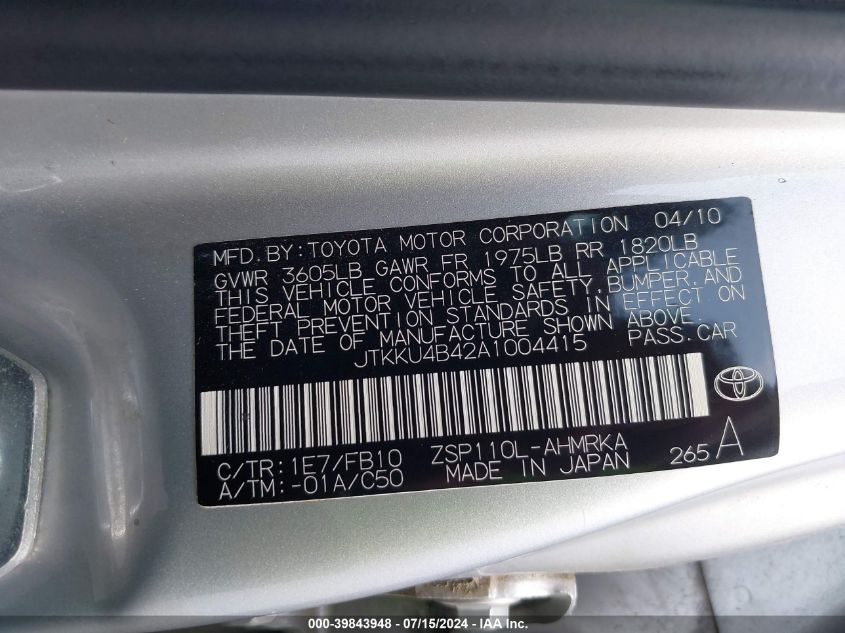 MFD. BY: TOYOTA MOTOR CORPORATION 04/10
GVWR 3605LB GAWR FR 1975LB RR 1820LB
THIS VEHICLE CONFORMS TO ALL APPLICABLE
FEDERAL MOTOR VEHICLE SAFETY, BUMPER, AND
THEFT PREVENTION STANDARDS IN EFFECT ON
THE DATE OF MANUFACTURE SHOWN ABOVE.
JTKKU4B42A1004415 PASS. CAR
C/TR: 1E7/FB10 ZSP110L-AHMRKA
A/TM: -01A/C50 MADE IN JAPAN 265 A
000-39843948 07/15/2024 IAA, Inc.